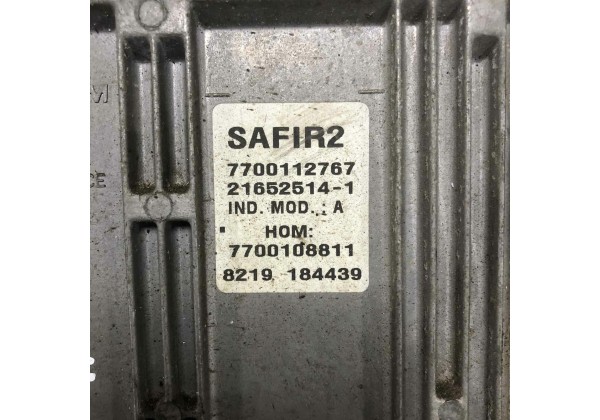 SAFIR2
7700112767
21652514-1
IND. MOD..: A
HOM:
7700108811
8219 184439